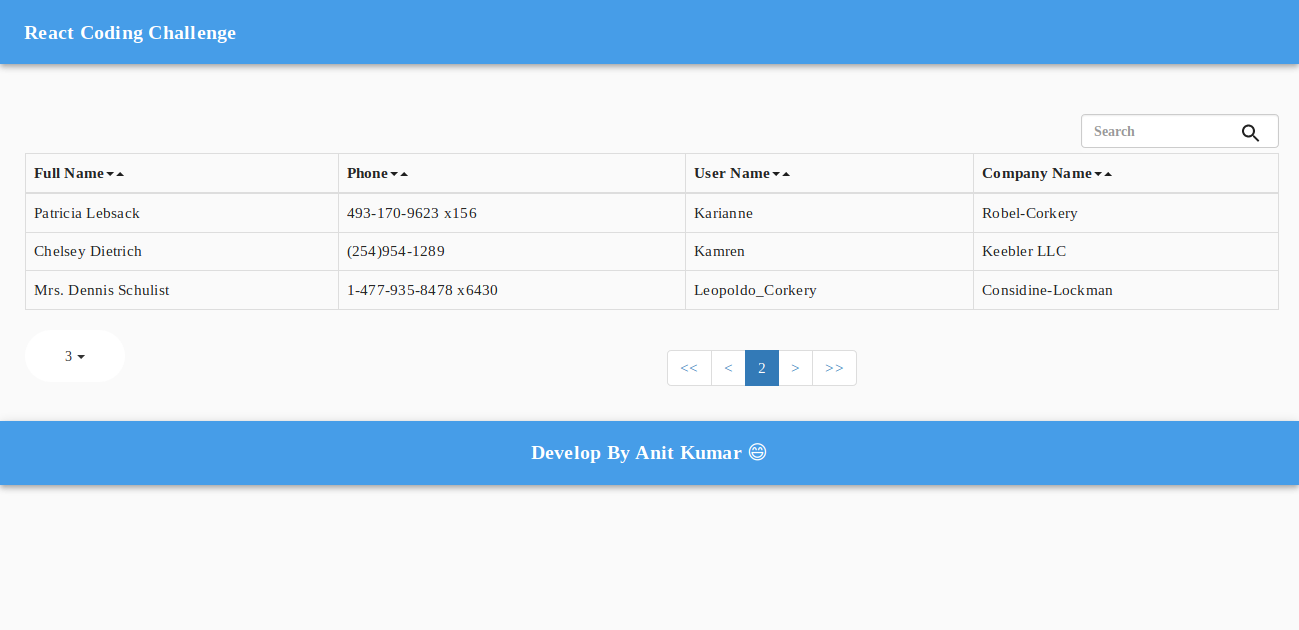 React Coding Challenge
Search
Full Name Phone User Name Company Name
Patricia Lebsack 493-170-9623 x156 Karianne Robel-Corkery
Chelsey Dietrich (254)954-1289 Kamren Keebler LLC
Mrs. Dennis Schulist 1-477-935-8478 x6430 Leopoldo_Corkery Considine-Lockman
3
<< < 2 > >>
Develop By Anit Kumar 😄